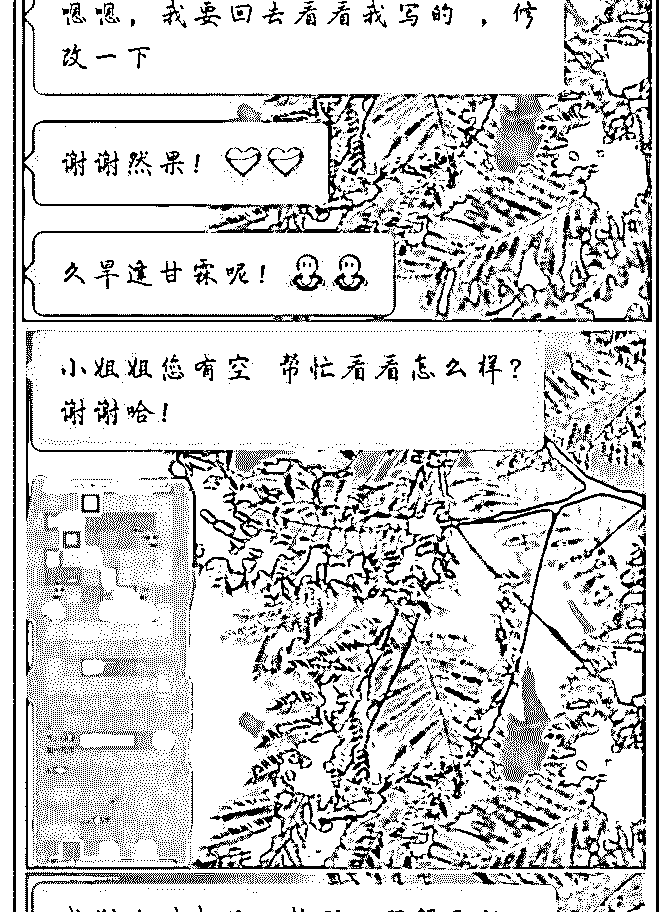 嗯嗯，我要回去看看我写的 ，修
改一下
谢谢然果！
久旱逢甘霖呢！
小姐姐您有空 帮忙看看怎么样？
谢谢哈！